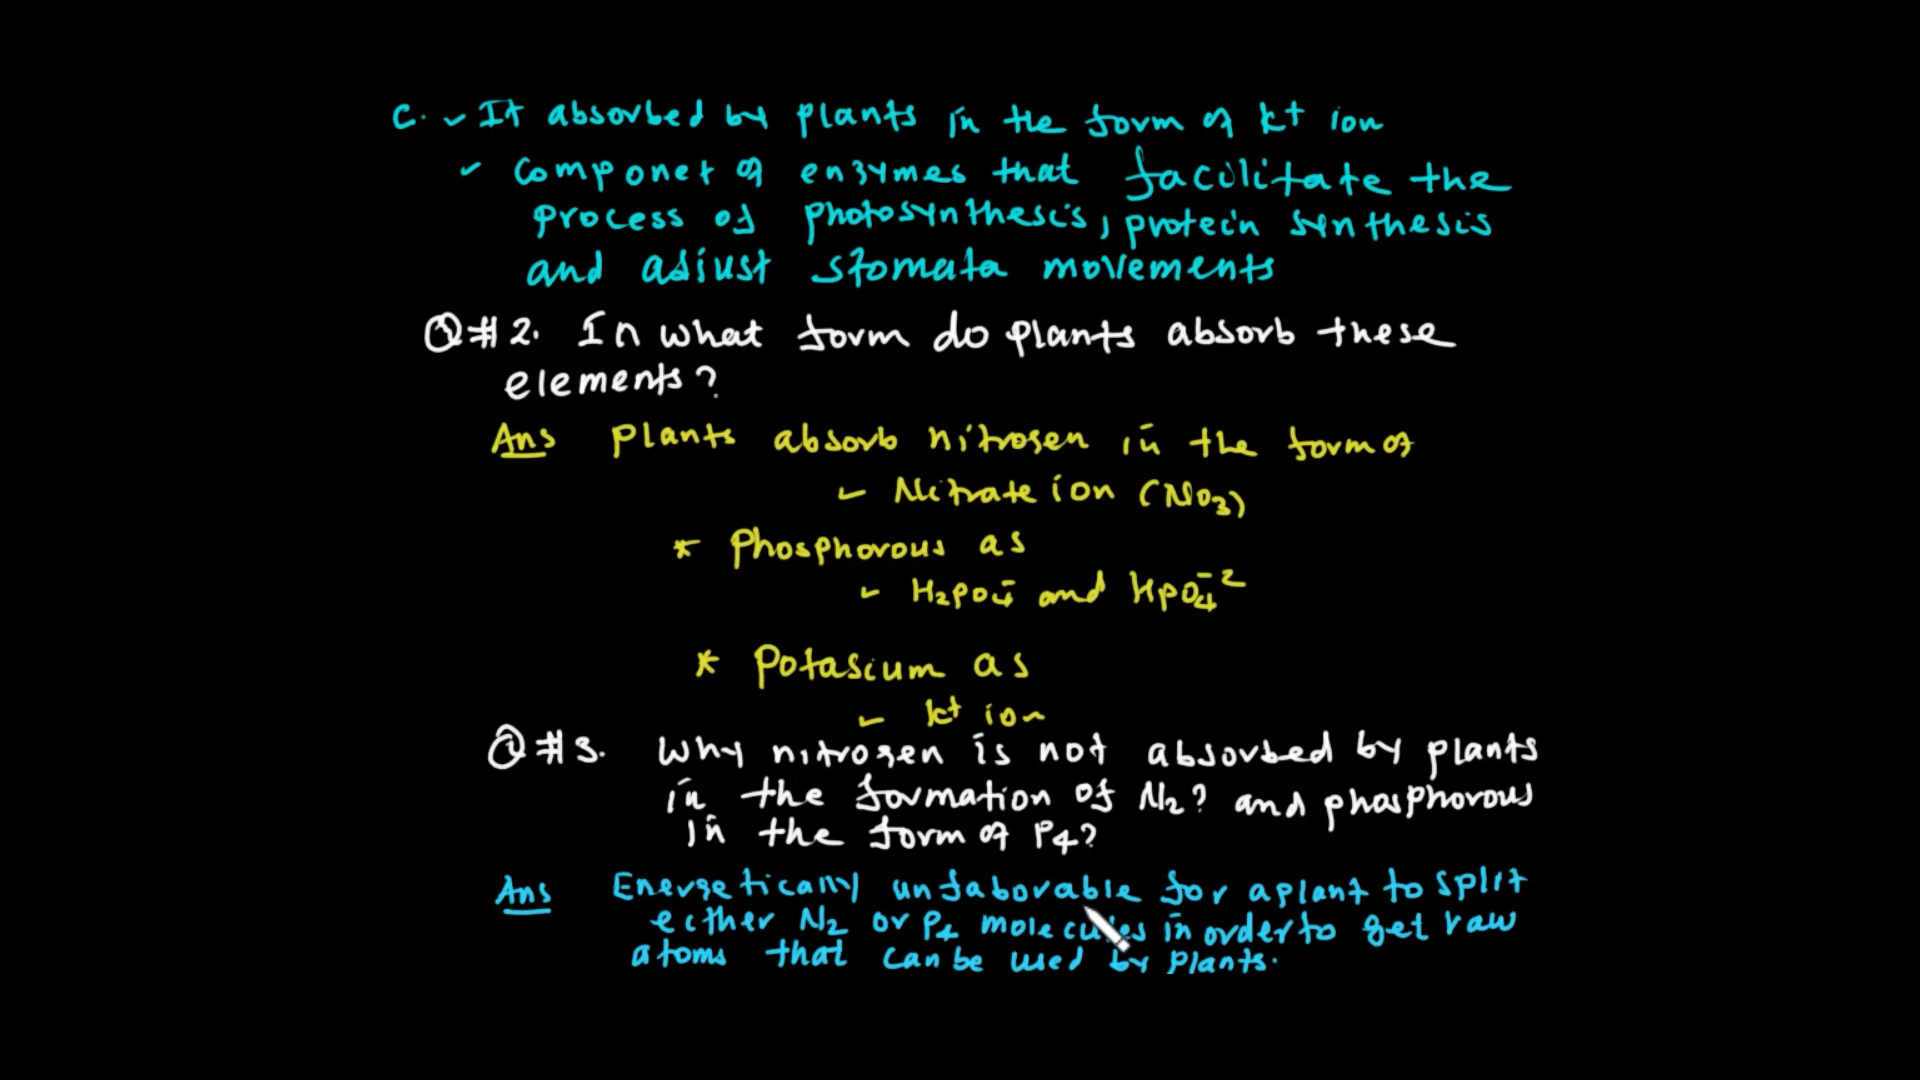 C. ✓ It absorbed by plants in the form of K⁺ ion
✓ Componet of enzymes that facilitate the
process of photosynthesis, protein synthesis
and adjust stomata movements
Q#2. In what form do plants absorb these
elements?
Ans Plants absorb nitrogen in the form of
✓ Nitrate ion (NO₃)
* Phosphorous as
✓ H₂PO₄⁻ and HPO₄⁻²
* Potasium as
✓ K⁺ ion
Q#3. Why nitrogen is not absorbed by plants
in the formation of N₂? and phasphorous
in the form of P₄?
Ans Energetically unfaborable for a plant to split
either N₂ or P₄ molecules in order to get raw
atoms that can be used by plants.